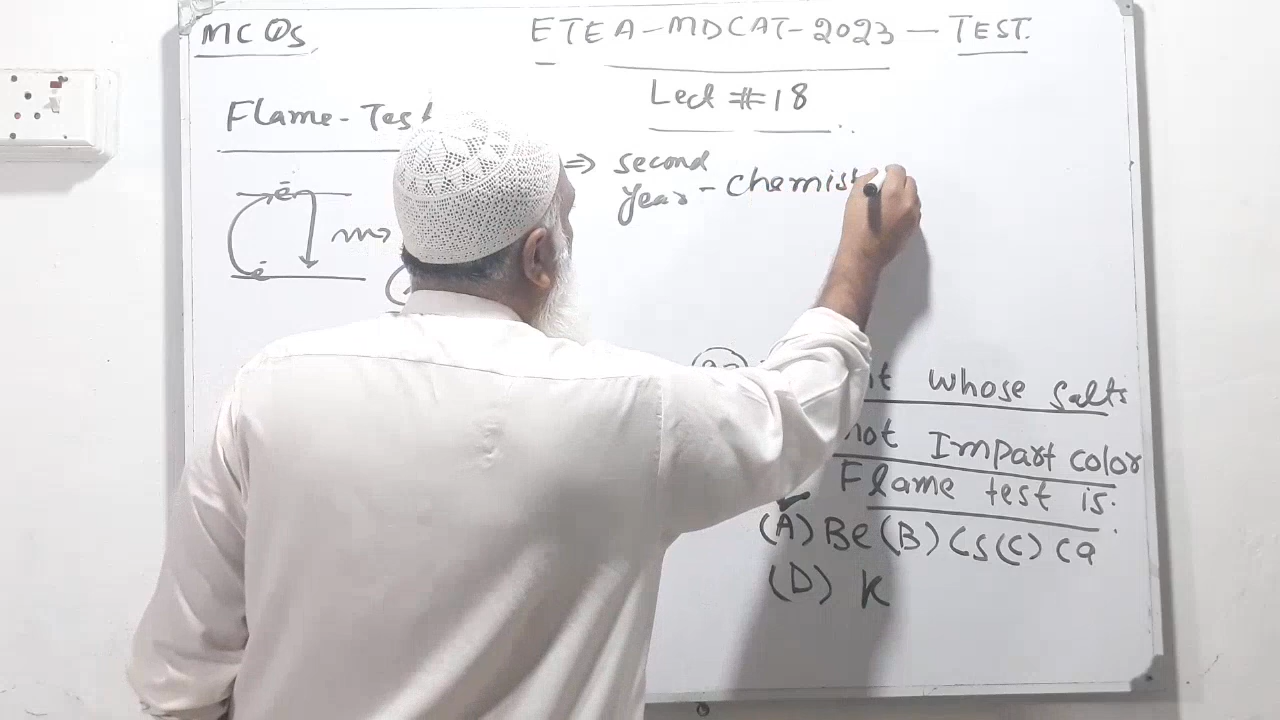 MCQs
ETEA-MDCAT-2023 - TEST.
Lect #18
Flame-Test
⇒ second
year - Chemist
whose salts
not Impart color
Flame test is.
(A) Be (B) Cs (C) Ca
(D) K